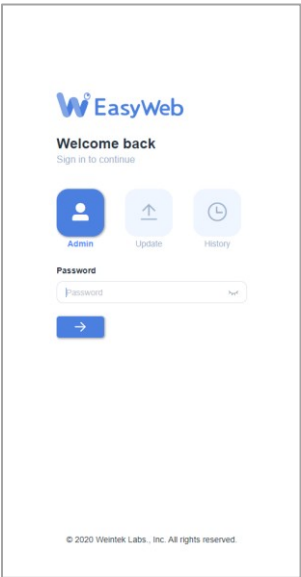 EasyWeb
Welcome back
Sign in to continue
Admin Update History
Password
Password
© 2020 Weintek Labs., Inc. All rights reserved.